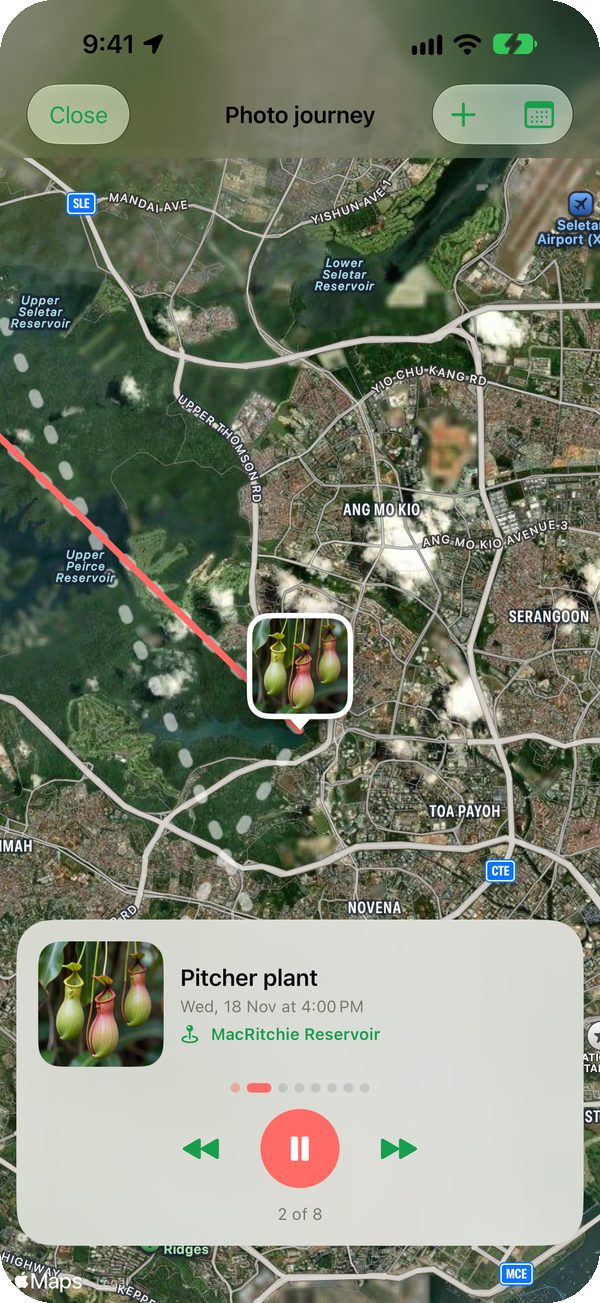 9:41
Close
Photo journey
SLE
MANDAI AVE
YISHUN AVE 1
Airport (X
Lower
Seletar
Reservoir
Upper
Seletar
Reservoir
YIO CHU KANG RD
UPPER THOMSON RD
ANG MO KIO
ANG MO KIO AVENUE 3
Upper
Peirce
Reservoir
SERANGOON
TOA PAYOH
CTE
NOVENA
RD
Pitcher plant
Wed, 18 Nov at 4:00 PM
MacRitchie Reservoir
2 of 8
Ridges
HIGHWAY
Maps
Legal
MCE